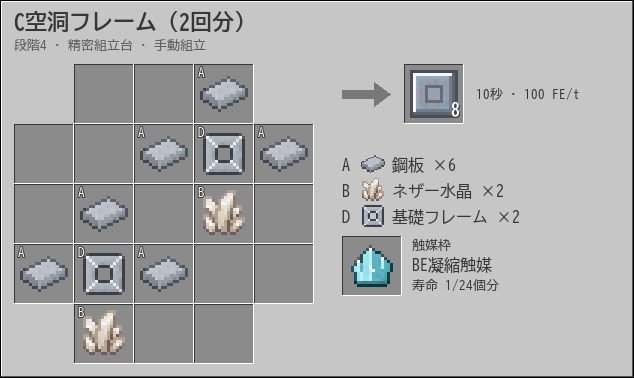 C空洞フレーム（2回分）
段階4 · 精密組立台 · 手動組立
A
A
D
A
A
B
A
D
A
B
8
10秒 · 100 FE/t
A 鋼板 ×6
B ネザー水晶 ×2
D 基礎フレーム ×2
触媒枠
BE凝縮触媒
寿命 1/24個分